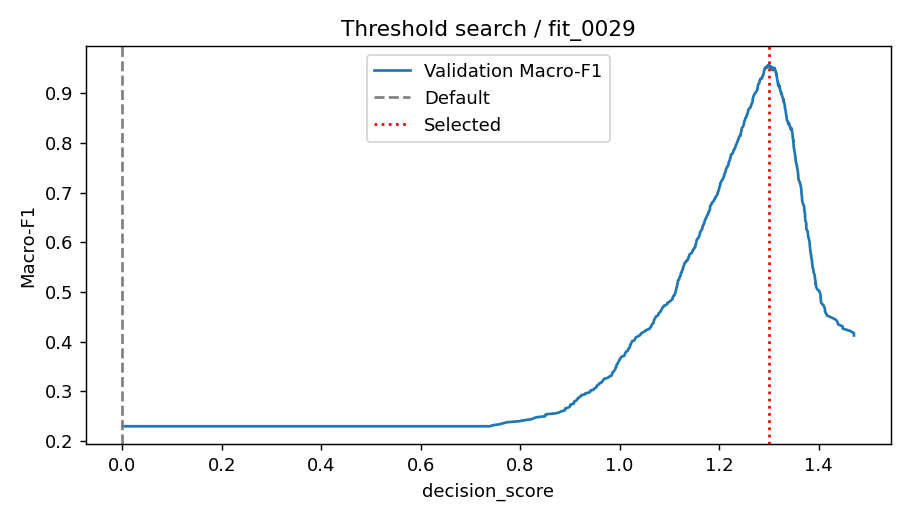 Threshold search / fit_0029
Validation Macro-F1
Default
Selected
Macro-F1
0.9
0.8
0.7
0.6
0.5
0.4
0.3
0.2
0.0 0.2 0.4 0.6 0.8 1.0 1.2 1.4
decision_score